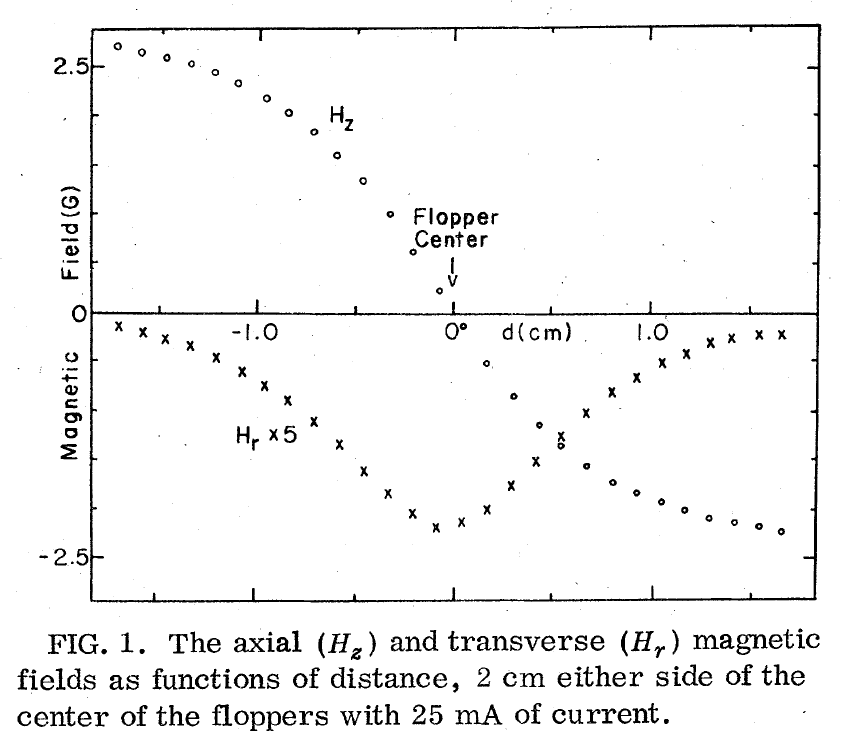 2.5
H_z
Flopper
Center
Field (G)
0
-1.0
0
d(cm)
1.0
Magnetic
H_r ×5
-2.5
FIG. 1. The axial (H_z) and transverse (H_r) magnetic
fields as functions of distance, 2 cm either side of the
center of the floppers with 25 mA of current.